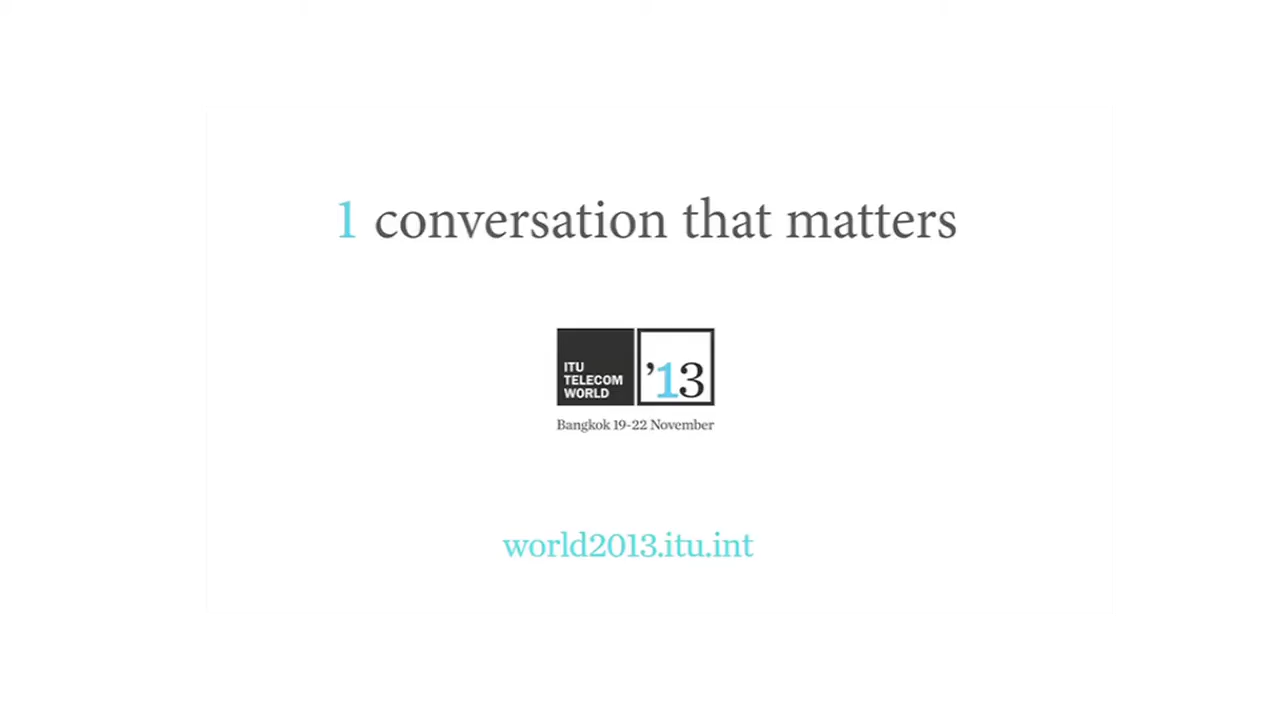 1 conversation that matters
ITU
TELECOM
WORLD
’13
Bangkok 19-22 November
world2013.itu.int